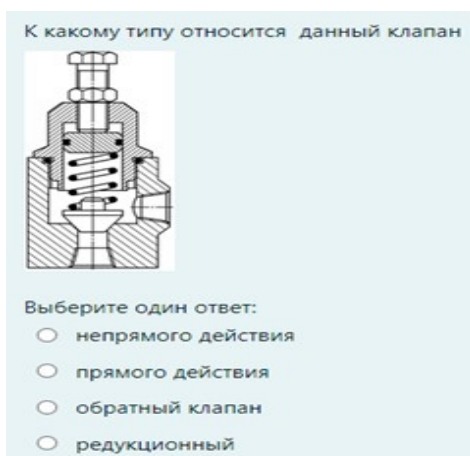 К какому типу относится данный клапан
Выберите один ответ:
непрямого действия
прямого действия
обратный клапан
редукционный